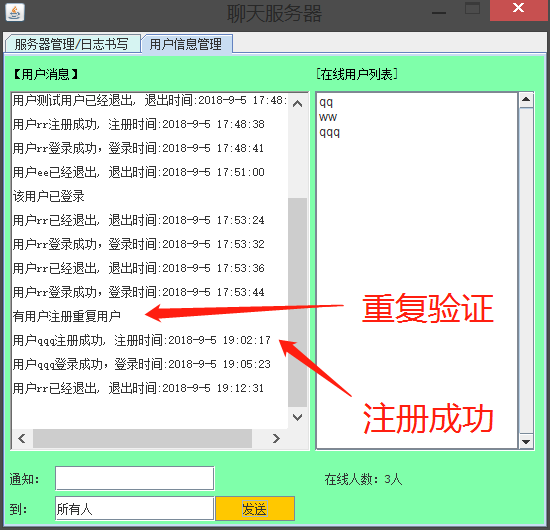 聊天服务器
服务器管理/日志书写 用户信息管理
【用户消息】
[在线用户列表]
用户测试用户已经退出, 退出时间:2018-9-5 17:48:
用户rr注册成功, 注册时间:2018-9-5 17:48:38
用户rr登录成功, 登录时间:2018-9-5 17:48:41
用户ee已经退出, 退出时间:2018-9-5 17:51:00
该用户已登录
用户rr已经退出, 退出时间:2018-9-5 17:53:24
用户rr登录成功, 登录时间:2018-9-5 17:53:32
用户rr已经退出, 退出时间:2018-9-5 17:53:36
用户rr登录成功, 登录时间:2018-9-5 17:53:44
有用户注册重复用户
用户qqq注册成功, 注册时间:2018-9-5 19:02:17
用户qqq登录成功, 登录时间:2018-9-5 19:05:23
用户rr已经退出, 退出时间:2018-9-5 19:12:31
qq
ww
qqq
重复验证
注册成功
通知:
在线人数: 3人
到: 所有人 发送